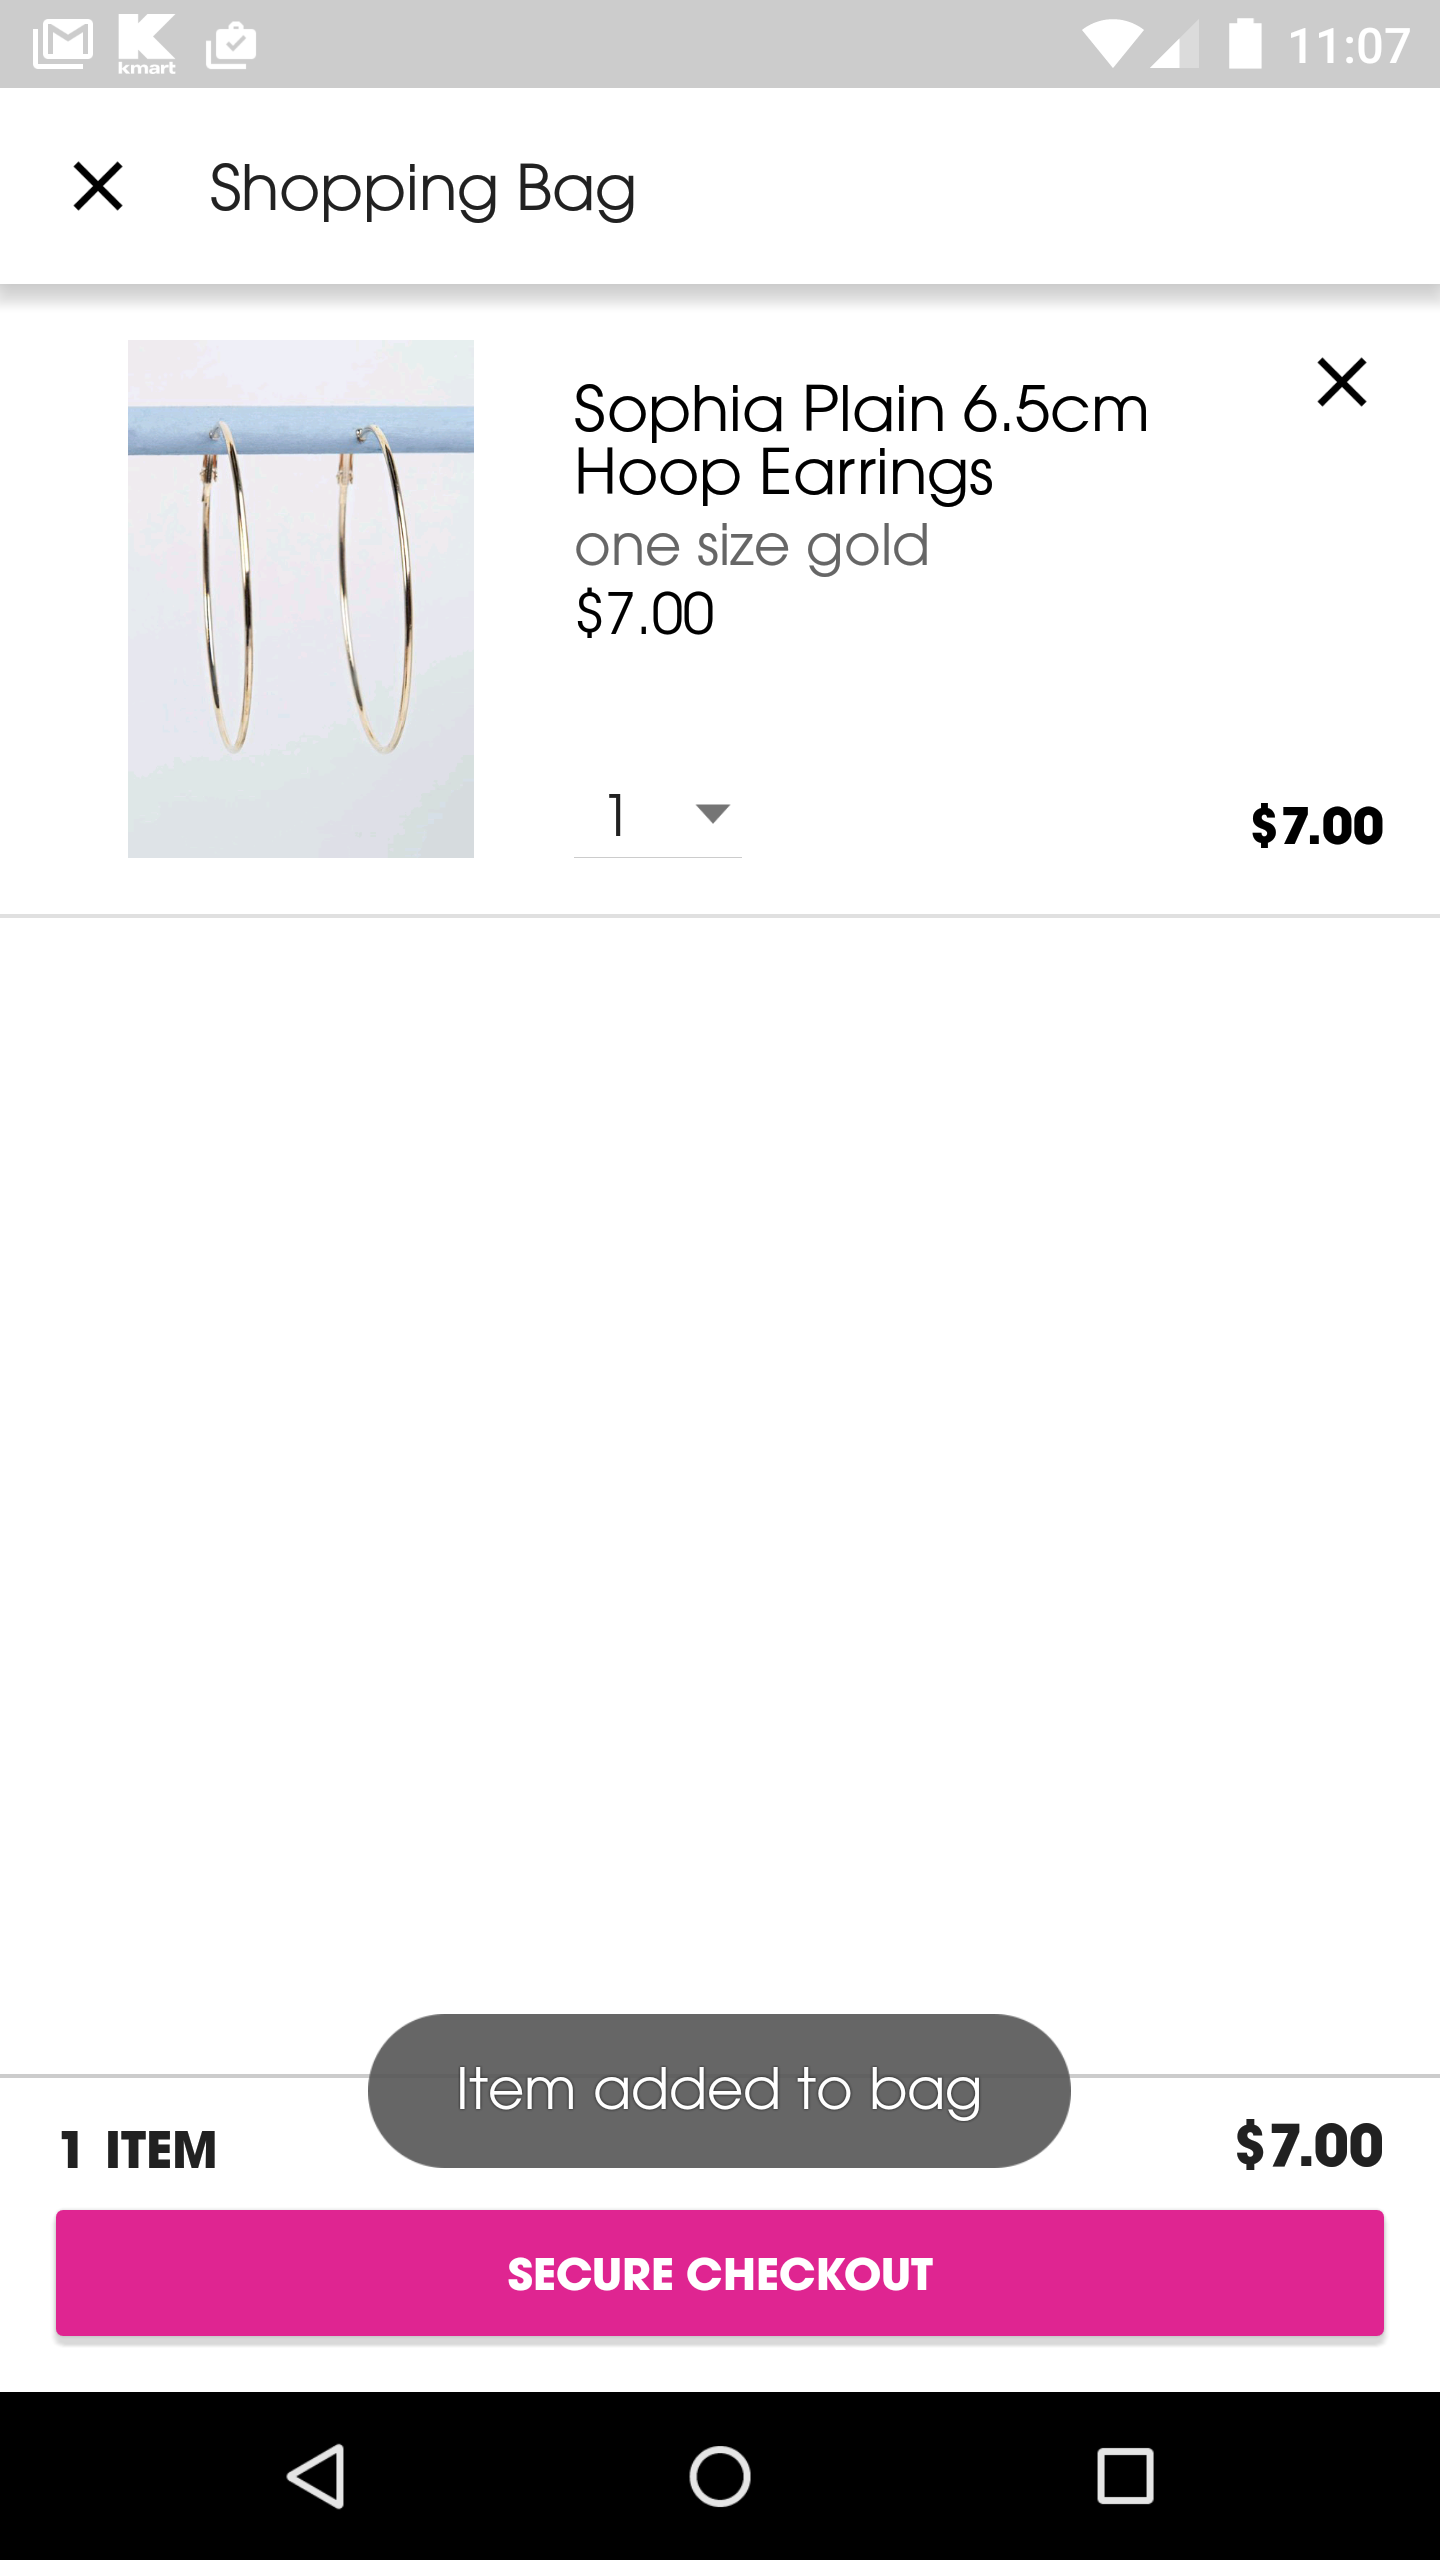 kmart
11:07
Shopping Bag
Sophia Plain 6.5cm
Hoop Earrings
one size gold
$7.00
1
$7.00
Item added to bag
1 ITEM
$7.00
SECURE CHECKOUT